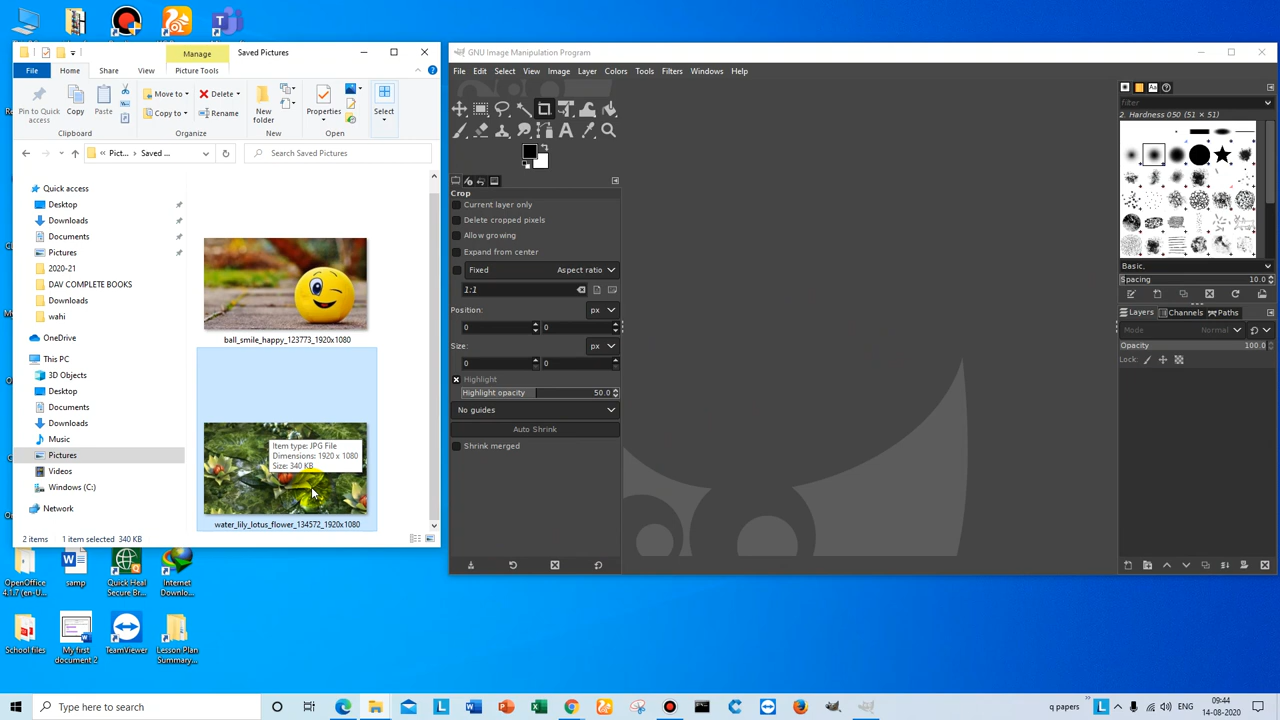 Manage
Saved Pictures
File
Home
Share
View
Picture Tools
Pin to Quick
access
Copy
Paste
Clipboard
Move to
Copy to
Delete
Rename
Organize
New
folder
New
Properties
Open
Select
Pict...
Saved ...
Search Saved Pictures
Quick access
Desktop
Downloads
Documents
Pictures
2020-21
DAV COMPLETE BOOKS
Downloads
wahi
OneDrive
This PC
3D Objects
Desktop
Documents
Downloads
Music
Pictures
Videos
Windows (C:)
Network
ball_smile_happy_123773_1920x1080
Item type: JPG File
Dimensions: 1920 x 1080
Size: 340 KB
water_lily_lotus_flower_134572_1920x1080
2 items
1 item selected 340 KB
GNU Image Manipulation Program
File Edit Select View Image Layer Colors Tools Filters Windows Help
Crop
Current layer only
Delete cropped pixels
Allow growing
Expand from center
Fixed
Aspect ratio
1:1
Position:
px
0
0
Size:
px
0
0
Highlight
Highlight opacity
50.0
No guides
Auto Shrink
Shrink merged
filter
2. Hardness 050 (51 × 51)
Basic,
Spacing
10.0
Layers
Channels
Paths
Mode
Normal
Opacity
100.0
Lock:
OpenOffice
4.1.7 (en-U...
samp
Quick Heal
Secure Br...
Internet
Downlo...
School files
My first
document 2
TeamViewer
Lesson Plan
Summary...
Type here to search
q papers
ENG
09:44
14-08-2020